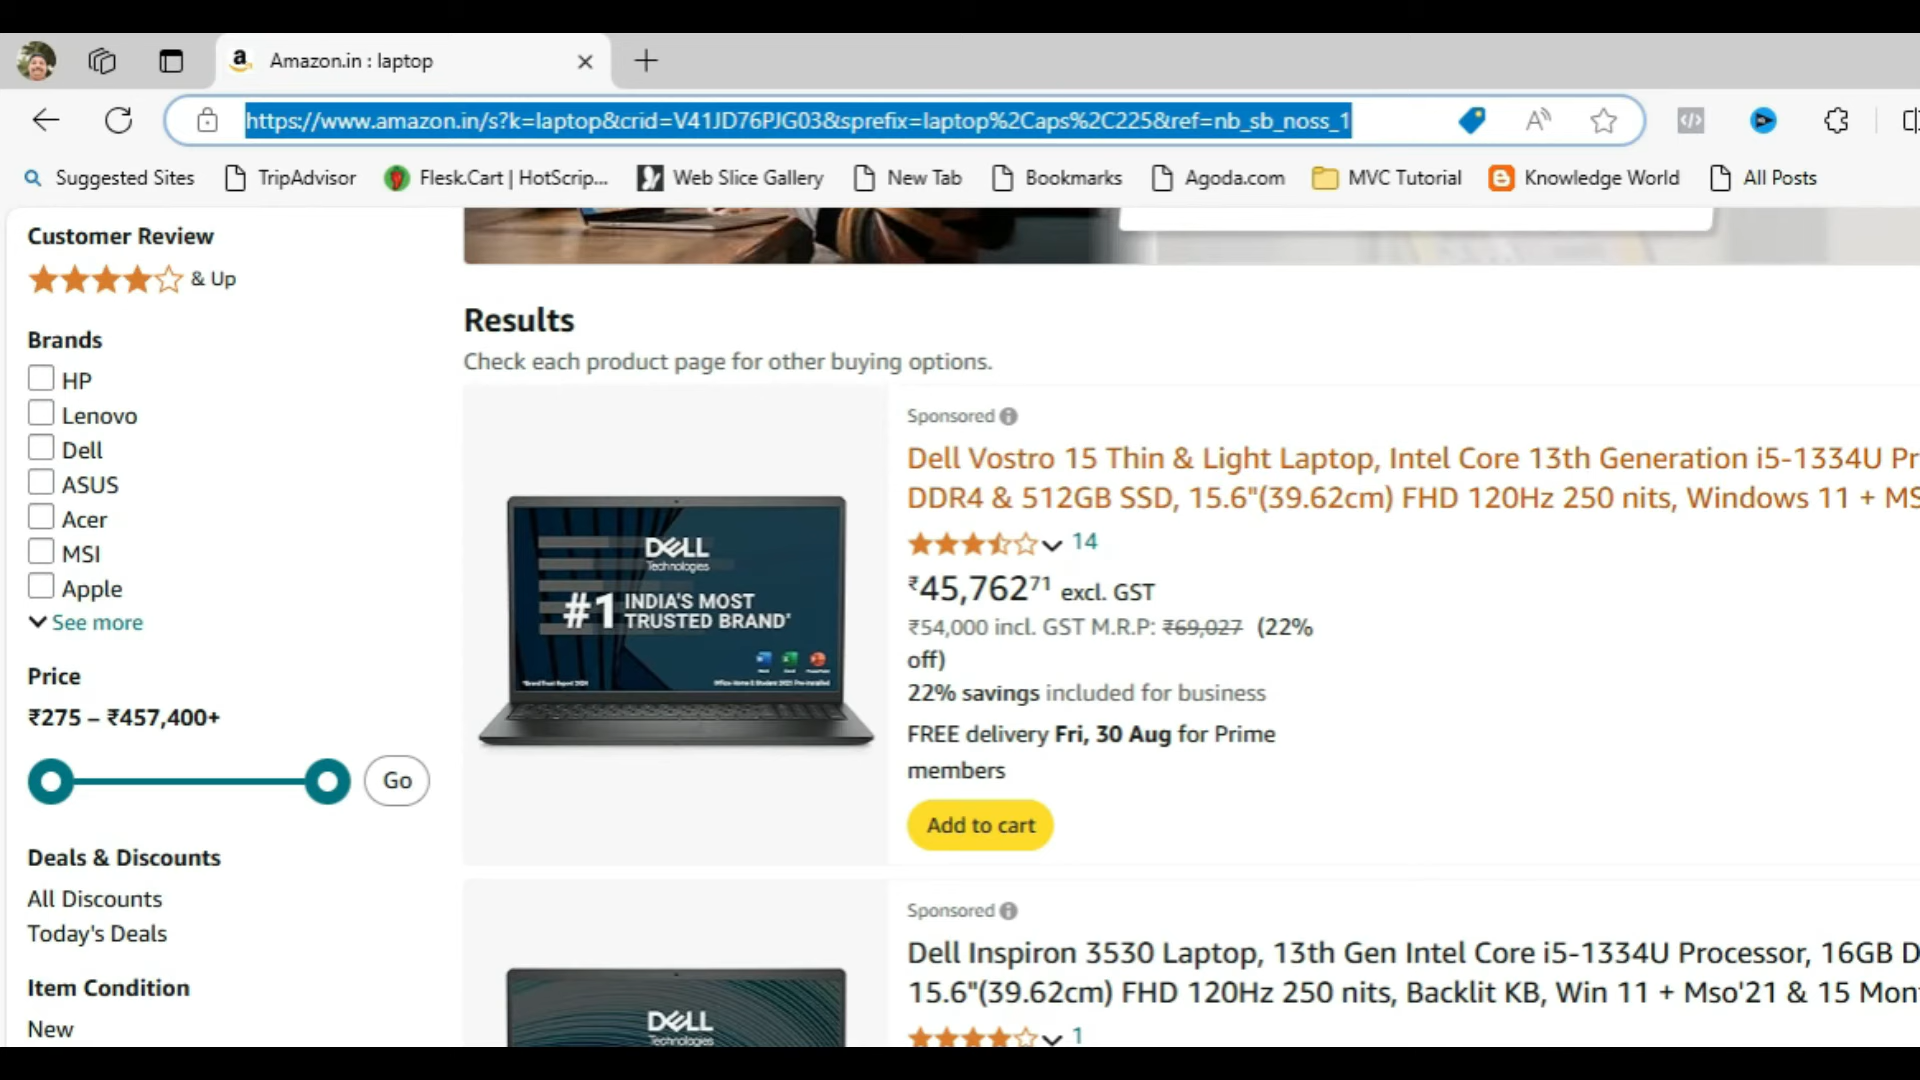 Amazon.in : laptop
https://www.amazon.in/s?k=laptop&crid=V41JD76PJG03&sprefix=laptop%2Caps%2C225&ref=nb_sb_noss_1
Suggested Sites
TripAdvisor
Flesk.Cart | HotScrip...
Web Slice Gallery
New Tab
Bookmarks
Agoda.com
MVC Tutorial
Knowledge World
All Posts
Customer Review
& Up
Brands
HP
Lenovo
Dell
ASUS
Acer
MSI
Apple
See more
Price
₹275 – ₹457,400+
Go
Deals & Discounts
All Discounts
Today's Deals
Item Condition
New
Results
Check each product page for other buying options.
DELL
Technologies
#1 INDIA'S MOST
TRUSTED BRAND*
Sponsored
Dell Vostro 15 Thin & Light Laptop, Intel Core 13th Generation i5-1334U Pr
DDR4 & 512GB SSD, 15.6"(39.62cm) FHD 120Hz 250 nits, Windows 11 + MS
14
₹45,76271 excl. GST
₹54,000 incl. GST M.R.P: ₹69,027 (22%
off)
22% savings included for business
FREE delivery Fri, 30 Aug for Prime
members
Add to cart
DELL
Technologies
Sponsored
Dell Inspiron 3530 Laptop, 13th Gen Intel Core i5-1334U Processor, 16GB D
15.6"(39.62cm) FHD 120Hz 250 nits, Backlit KB, Win 11 + Mso'21 & 15 Mon
1